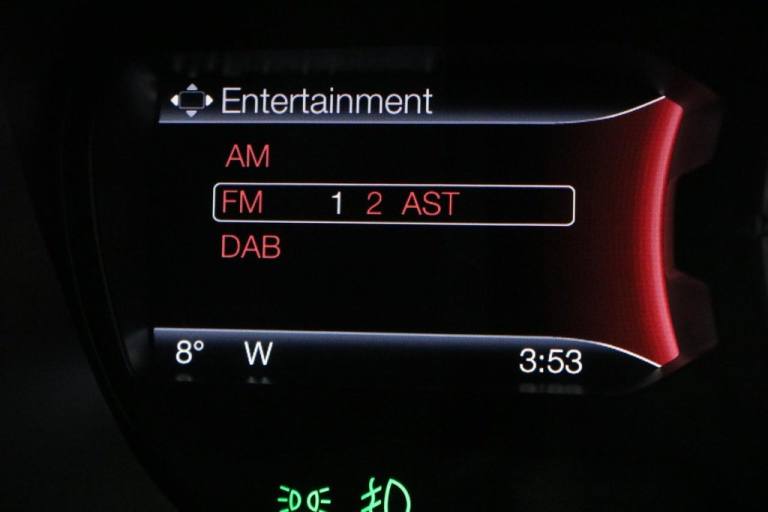 Entertainment
AM
FM 1 2 AST
DAB
8° W 3:53